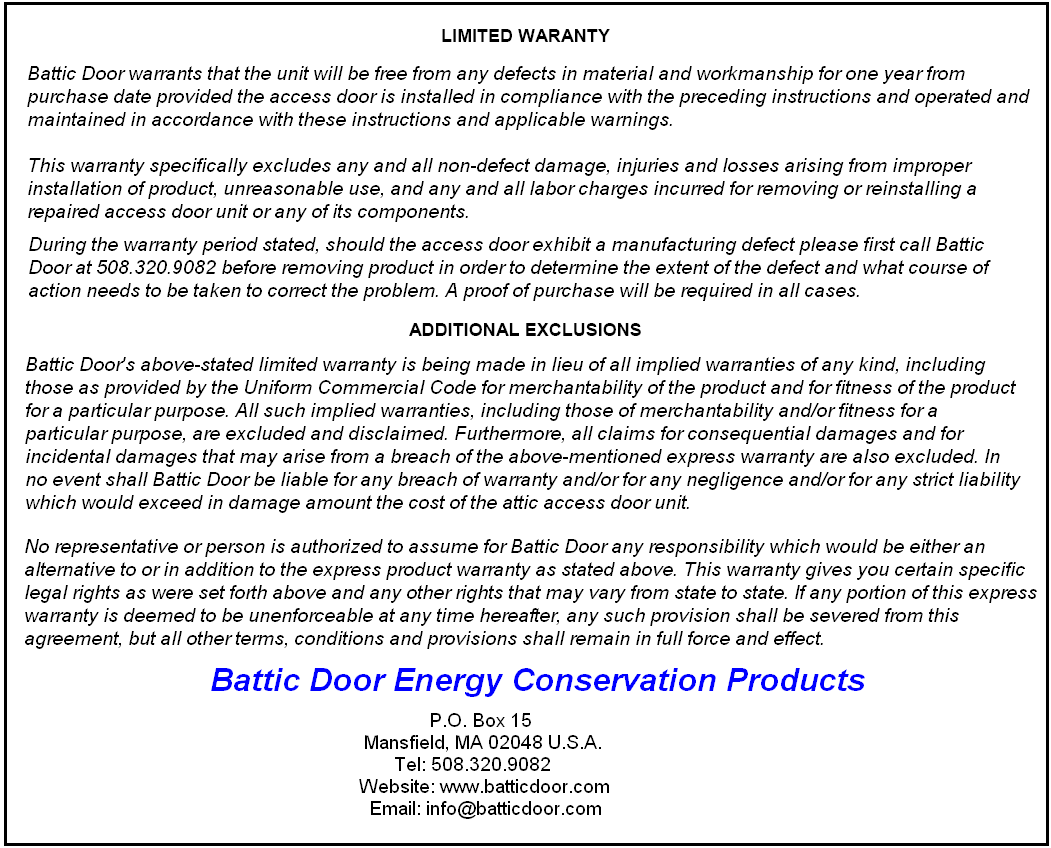 LIMITED WARANTY
Battic Door warrants that the unit will be free from any defects in material and workmanship for one year from
purchase date provided the access door is installed in compliance with the preceding instructions and operated and
maintained in accordance with these instructions and applicable warnings.
This warranty specifically excludes any and all non-defect damage, injuries and losses arising from improper
installation of product, unreasonable use, and any and all labor charges incurred for removing or reinstalling a
repaired access door unit or any of its components.
During the warranty period stated, should the access door exhibit a manufacturing defect please first call Battic
Door at 508.320.9082 before removing product in order to determine the extent of the defect and what course of
action needs to be taken to correct the problem. A proof of purchase will be required in all cases.
ADDITIONAL EXCLUSIONS
Battic Door's above-stated limited warranty is being made in lieu of all implied warranties of any kind, including
those as provided by the Uniform Commercial Code for merchantability of the product and for fitness of the product
for a particular purpose. All such implied warranties, including those of merchantability and/or fitness for a
particular purpose, are excluded and disclaimed. Furthermore, all claims for consequential damages and for
incidental damages that may arise from a breach of the above-mentioned express warranty are also excluded. In
no event shall Battic Door be liable for any breach of warranty and/or for any negligence and/or for any strict liability
which would exceed in damage amount the cost of the attic access door unit.
No representative or person is authorized to assume for Battic Door any responsibility which would be either an
alternative to or in addition to the express product warranty as stated above. This warranty gives you certain specific
legal rights as were set forth above and any other rights that may vary from state to state. If any portion of this express
warranty is deemed to be unenforceable at any time hereafter, any such provision shall be severed from this
agreement, but all other terms, conditions and provisions shall remain in full force and effect.
Battic Door Energy Conservation Products
P.O. Box 15
Mansfield, MA 02048 U.S.A.
Tel: 508.320.9082
Website: www.batticdoor.com
Email: info@batticdoor.com